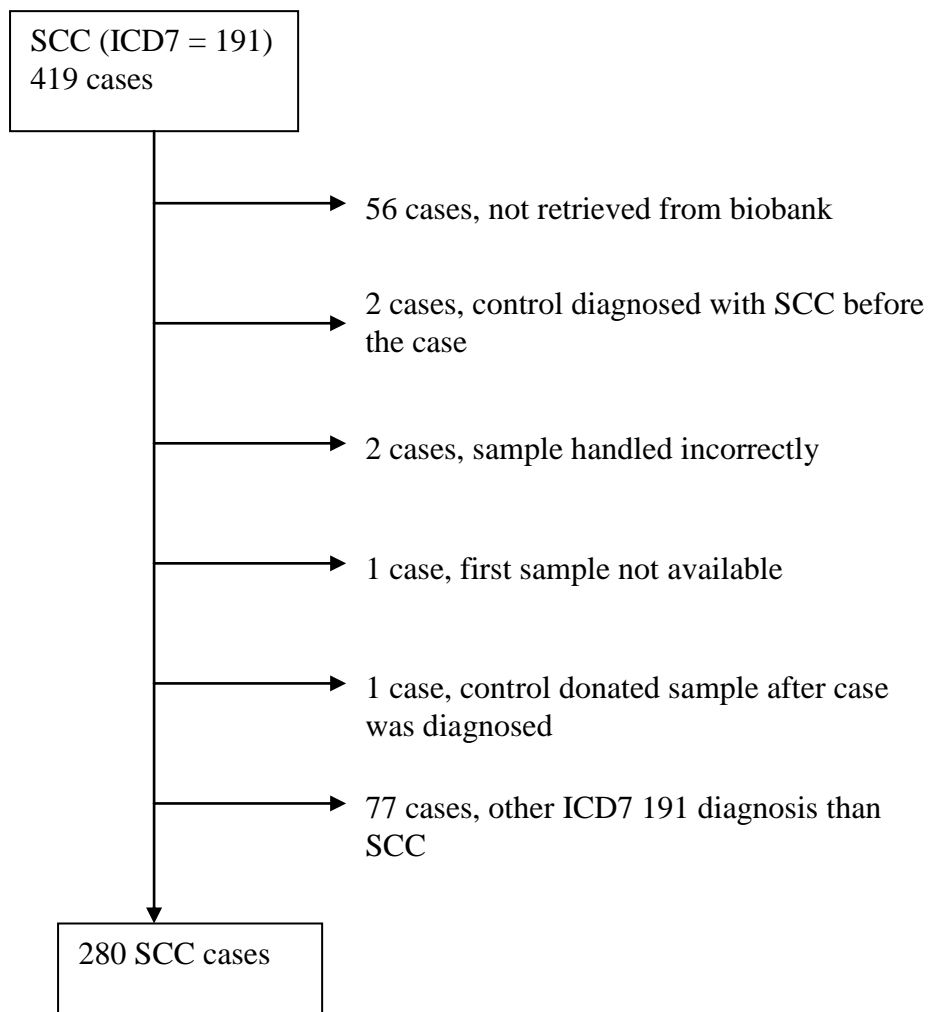 SCC (ICD7 = 191)
419 cases
56 cases, not retrieved from biobank
2 cases, control diagnosed with SCC before
the case
2 cases, sample handled incorrectly
1 case, first sample not available
1 case, control donated sample after case
was diagnosed
77 cases, other ICD7 191 diagnosis than
SCC
280 SCC cases